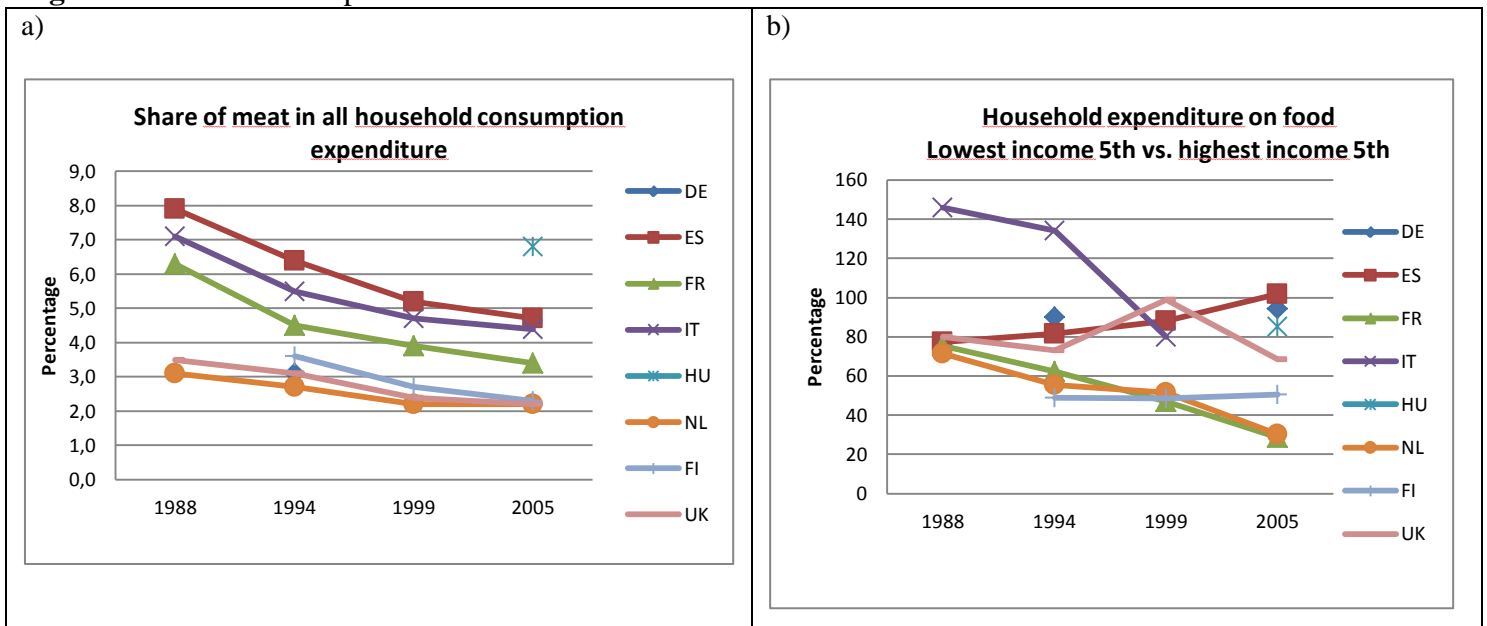 a)
Share of meat in all household consumption
expenditure
Percentage
9,0
8,0
7,0
6,0
5,0
4,0
3,0
2,0
1,0
0,0
1988 1994 1999 2005
DE
ES
FR
IT
HU
NL
FI
UK
b)
Household expenditure on food
Lowest income 5th vs. highest income 5th
Percentage
160
140
120
100
80
60
40
20
0
1988 1994 1999 2005
DE
ES
FR
IT
HU
NL
FI
UK